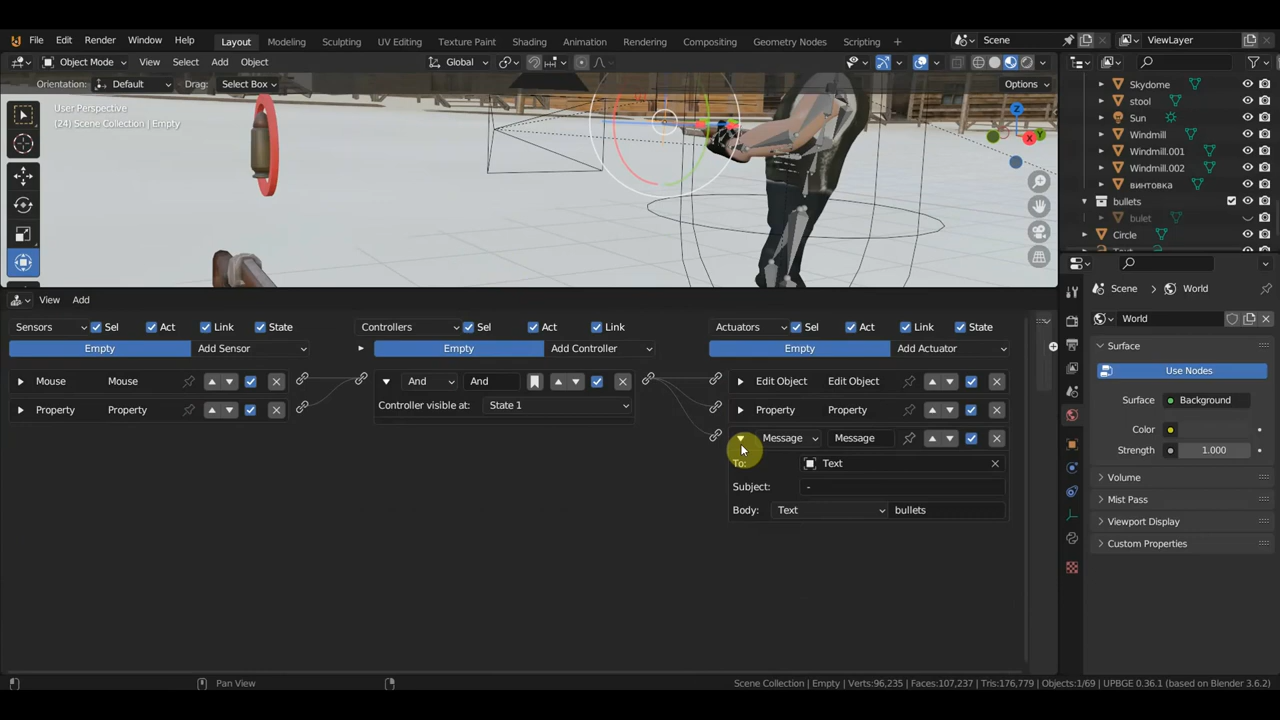 File Edit Render Window Help Layout Modeling Sculpting UV Editing Texture Paint Shading Animation Rendering Compositing Geometry Nodes Scripting + Scene ViewLayer
Object Mode View Select Add Object Global
Orientation: Default Drag: Select Box Options
User Perspective
(24) Scene Collection | Empty
Z
X
Y
Skydome
stool
Sun
Windmill
Windmill.001
Windmill.002
винтовка
bullets
bulet
Circle
View Add
Sensors Sel Act Link State Controllers Sel Act Link Actuators Sel Act Link State
Empty Add Sensor Empty Add Controller Empty Add Actuator
Mouse Mouse And And Edit Object Edit Object
Controller visible at: State 1
Property Property Property Property
Message Message
To: Text
Subject: -
Body: Text bullets
Scene World
World
Surface
Use Nodes
Surface Background
Color
Strength 1.000
Volume
Mist Pass
Viewport Display
Custom Properties
Pan View Scene Collection | Empty Verts:96,235 | Faces:107,237 | Tris:176,779 | Objects:1/69 | UPBGE 0.36.1 (based on Blender 3.6.2)